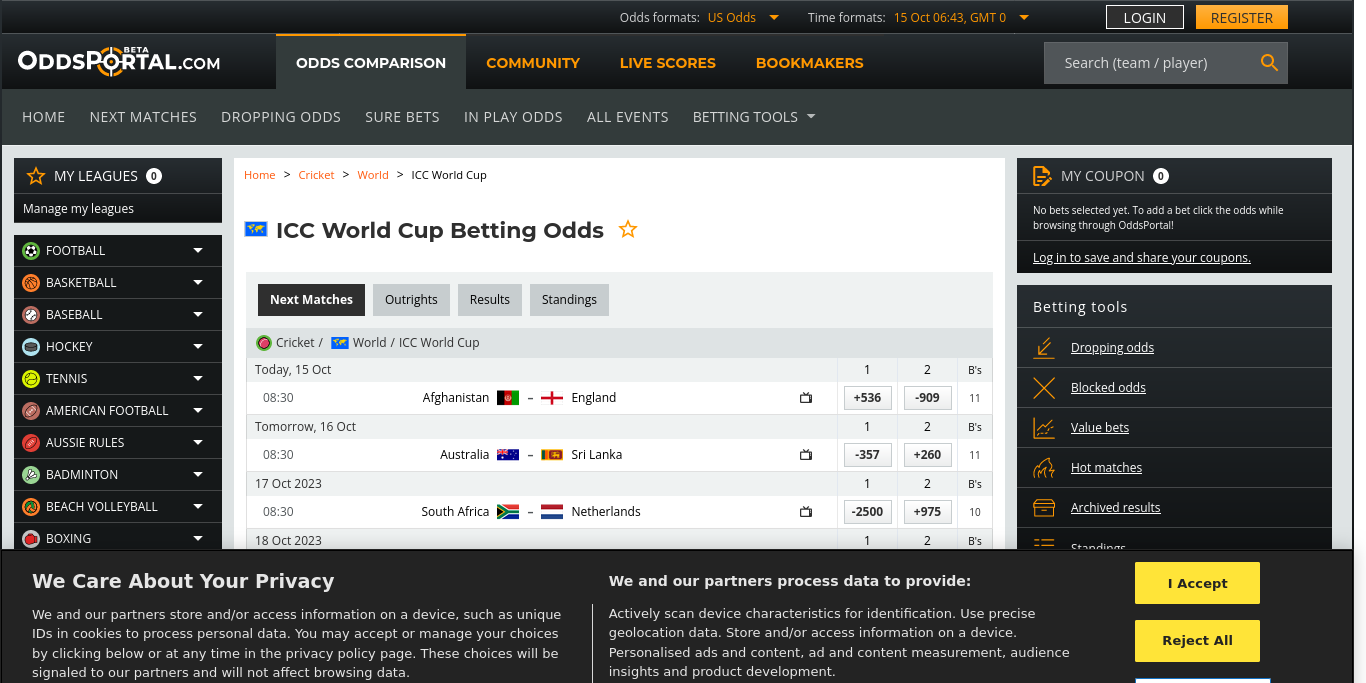 Odds formats: US Odds Time formats: 15 Oct 06:43, GMT 0 LOGIN REGISTER
ODDSPORTAL.COM BETA ODDS COMPARISON COMMUNITY LIVE SCORES BOOKMAKERS Search (team / player)
HOME NEXT MATCHES DROPPING ODDS SURE BETS IN PLAY ODDS ALL EVENTS BETTING TOOLS
MY LEAGUES 0
Manage my leagues
FOOTBALL
BASKETBALL
BASEBALL
HOCKEY
TENNIS
AMERICAN FOOTBALL
AUSSIE RULES
BADMINTON
BEACH VOLLEYBALL
BOXING
Home > Cricket > World > ICC World Cup
ICC World Cup Betting Odds
Next Matches Outrights Results Standings
Cricket / World / ICC World Cup
Today, 15 Oct 1 2 B's
08:30 Afghanistan – England +536 -909 11
Tomorrow, 16 Oct 1 2 B's
08:30 Australia – Sri Lanka -357 +260 11
17 Oct 2023 1 2 B's
08:30 South Africa – Netherlands -2500 +975 10
18 Oct 2023 1 2 B's
MY COUPON 0
No bets selected yet. To add a bet click the odds while
browsing through OddsPortal!
Log in to save and share your coupons.
Betting tools
Dropping odds
Blocked odds
Value bets
Hot matches
Archived results
Standings
We Care About Your Privacy
We and our partners store and/or access information on a device, such as unique
IDs in cookies to process personal data. You may accept or manage your choices
by clicking below or at any time in the privacy policy page. These choices will be
signaled to our partners and will not affect browsing data.
We and our partners process data to provide:
Actively scan device characteristics for identification. Use precise
geolocation data. Store and/or access information on a device.
Personalised ads and content, ad and content measurement, audience
insights and product development.
I Accept
Reject All